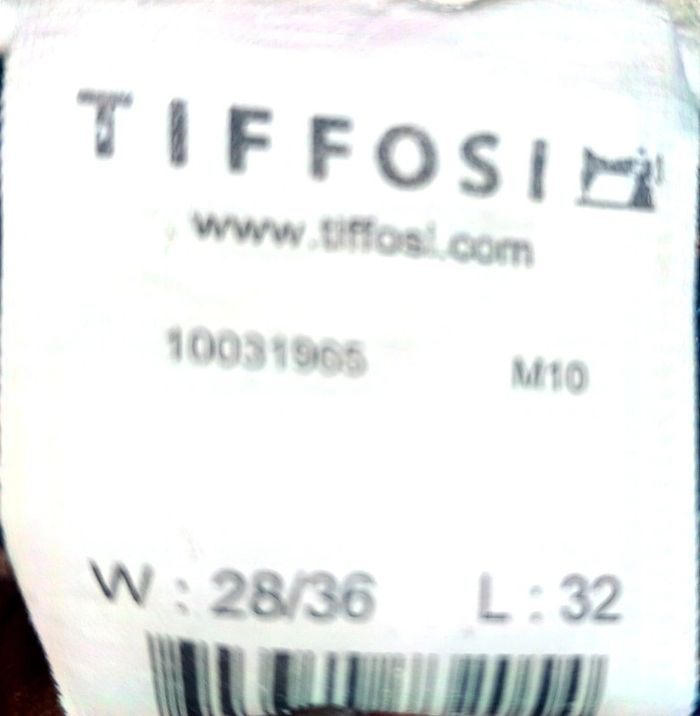 TIFFOSI
www.tiffosi.com
10031965 M10
W : 28/36 L : 32